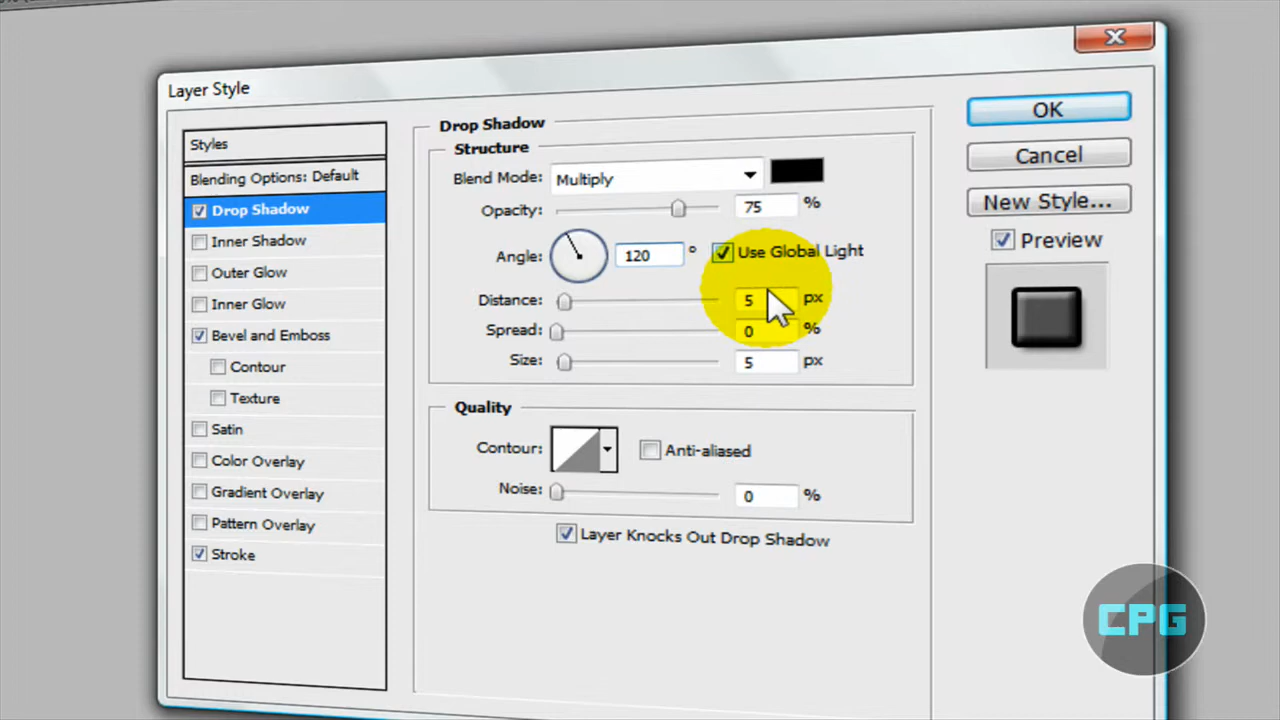 Layer Style
Styles
Blending Options: Default
Drop Shadow
Inner Shadow
Outer Glow
Inner Glow
Bevel and Emboss
Contour
Texture
Satin
Color Overlay
Gradient Overlay
Pattern Overlay
Stroke
Drop Shadow
Structure
Blend Mode: Multiply
Opacity: 75 %
Angle: 120 ° Use Global Light
Distance: 5 px
Spread: 0 %
Size: 5 px
Quality
Contour: Anti-aliased
Noise: 0 %
Layer Knocks Out Drop Shadow
OK
Cancel
New Style...
Preview
CPG